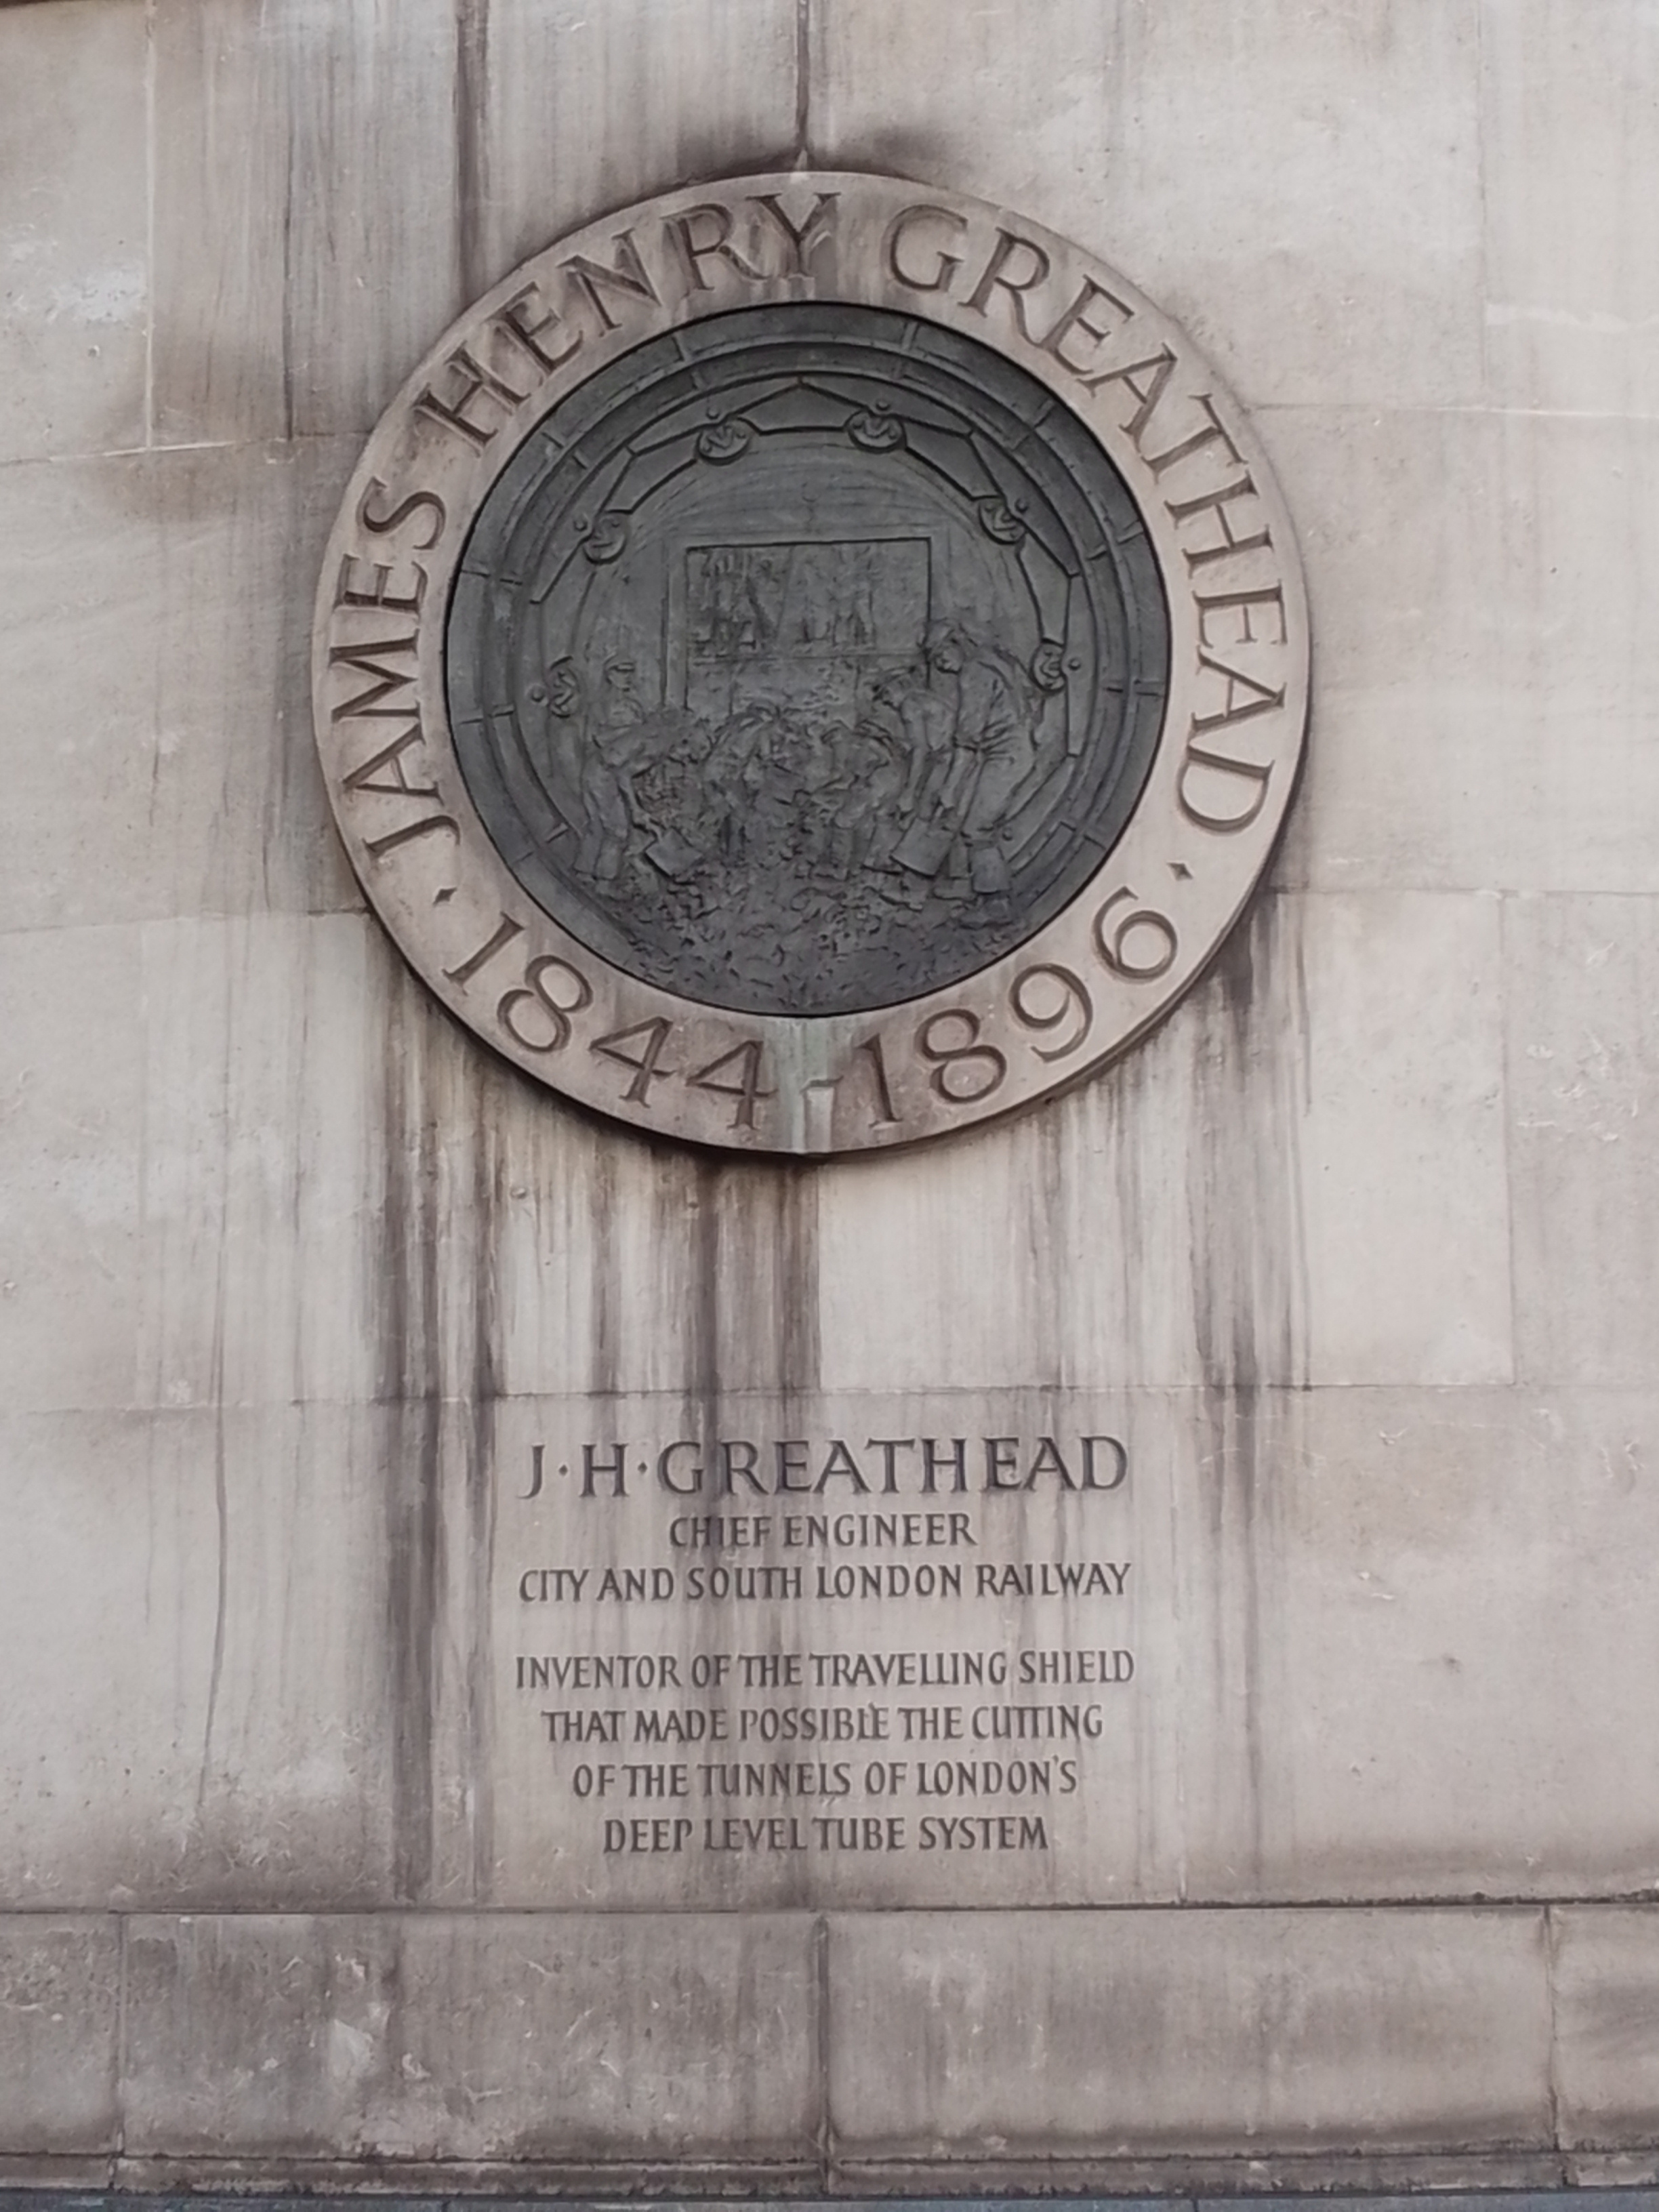 JAMES HENRY GREATHEAD ·
1844-1896 ·
J·H·GREATHEAD
CHIEF ENGINEER
CITY AND SOUTH LONDON RAILWAY
INVENTOR OF THE TRAVELLING SHIELD
THAT MADE POSSIBLE THE CUTTING
OF THE TUNNELS OF LONDON'S
DEEP LEVEL TUBE SYSTEM